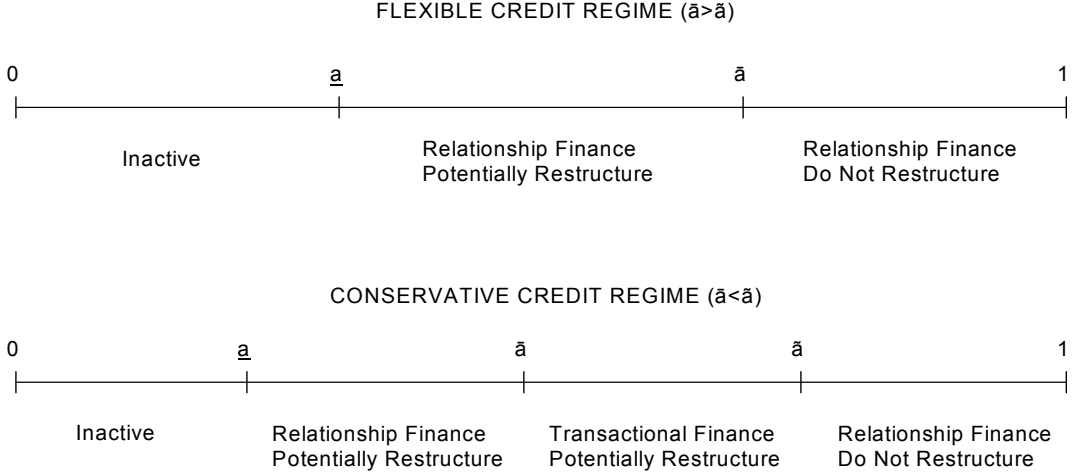 FLEXIBLE CREDIT REGIME (ā>ã)
0 a̲ ā 1
Inactive
Relationship Finance
Potentially Restructure
Relationship Finance
Do Not Restructure
CONSERVATIVE CREDIT REGIME (ā<ã)
0 a̲ ā ã 1
Inactive
Relationship Finance
Potentially Restructure
Transactional Finance
Potentially Restructure
Relationship Finance
Do Not Restructure